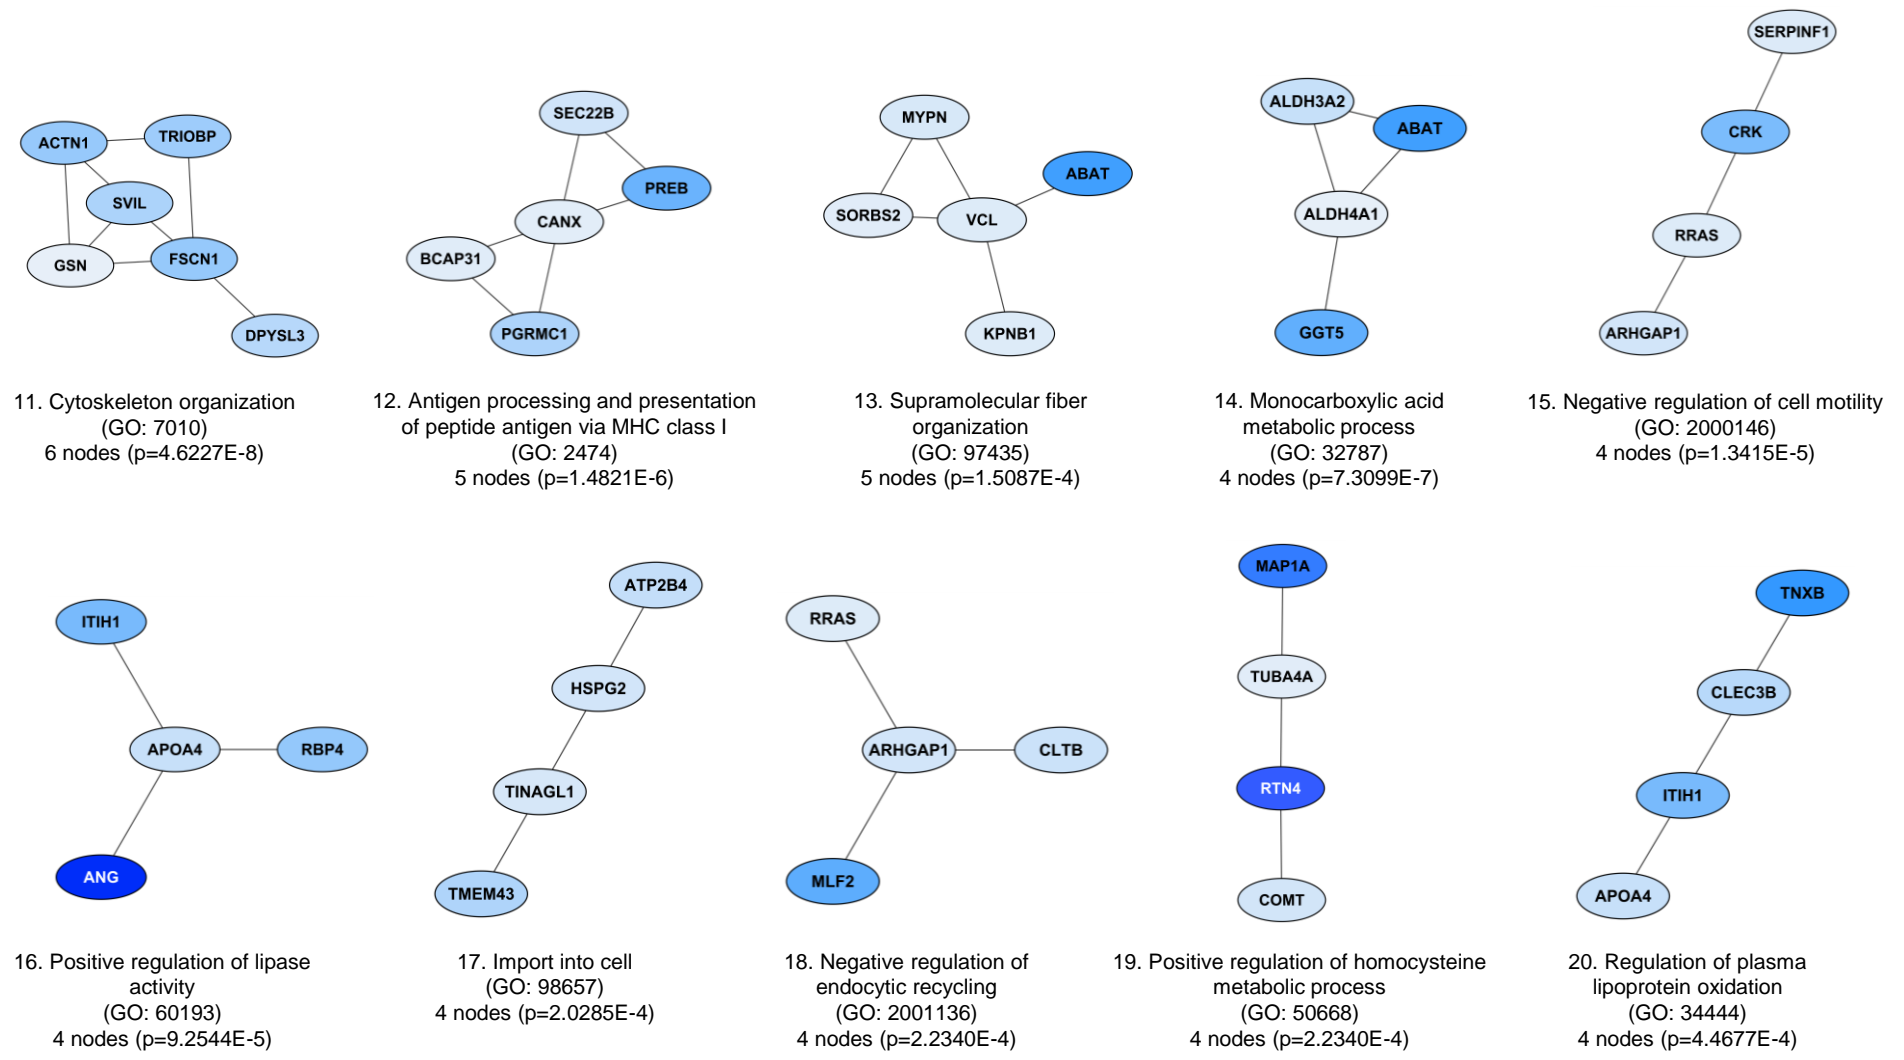 ACTN1
TRIOBP
SVIL
GSN
FSCN1
DPYSL3
11. Cytoskeleton organization
(GO: 7010)
6 nodes (p=4.6227E-8)
SEC22B
PREB
CANX
BCAP31
PGRMC1
12. Antigen processing and presentation
of peptide antigen via MHC class I
(GO: 2474)
5 nodes (p=1.4821E-6)
MYPN
ABAT
SORBS2
VCL
KPNB1
13. Supramolecular fiber
organization
(GO: 97435)
5 nodes (p=1.5087E-4)
ALDH3A2
ABAT
ALDH4A1
GGT5
14. Monocarboxylic acid
metabolic process
(GO: 32787)
4 nodes (p=7.3099E-7)
SERPINF1
CRK
RRAS
ARHGAP1
15. Negative regulation of cell motility
(GO: 2000146)
4 nodes (p=1.3415E-5)
ITIH1
APOA4
RBP4
ANG
16. Positive regulation of lipase
activity
(GO: 60193)
4 nodes (p=9.2544E-5)
ATP2B4
HSPG2
TINAGL1
TMEM43
17. Import into cell
(GO: 98657)
4 nodes (p=2.0285E-4)
RRAS
ARHGAP1
CLTB
MLF2
18. Negative regulation of
endocytic recycling
(GO: 2001136)
4 nodes (p=2.2340E-4)
MAP1A
TUBA4A
RTN4
COMT
19. Positive regulation of homocysteine
metabolic process
(GO: 50668)
4 nodes (p=2.2340E-4)
TNXB
CLEC3B
ITIH1
APOA4
20. Regulation of plasma
lipoprotein oxidation
(GO: 34444)
4 nodes (p=4.4677E-4)